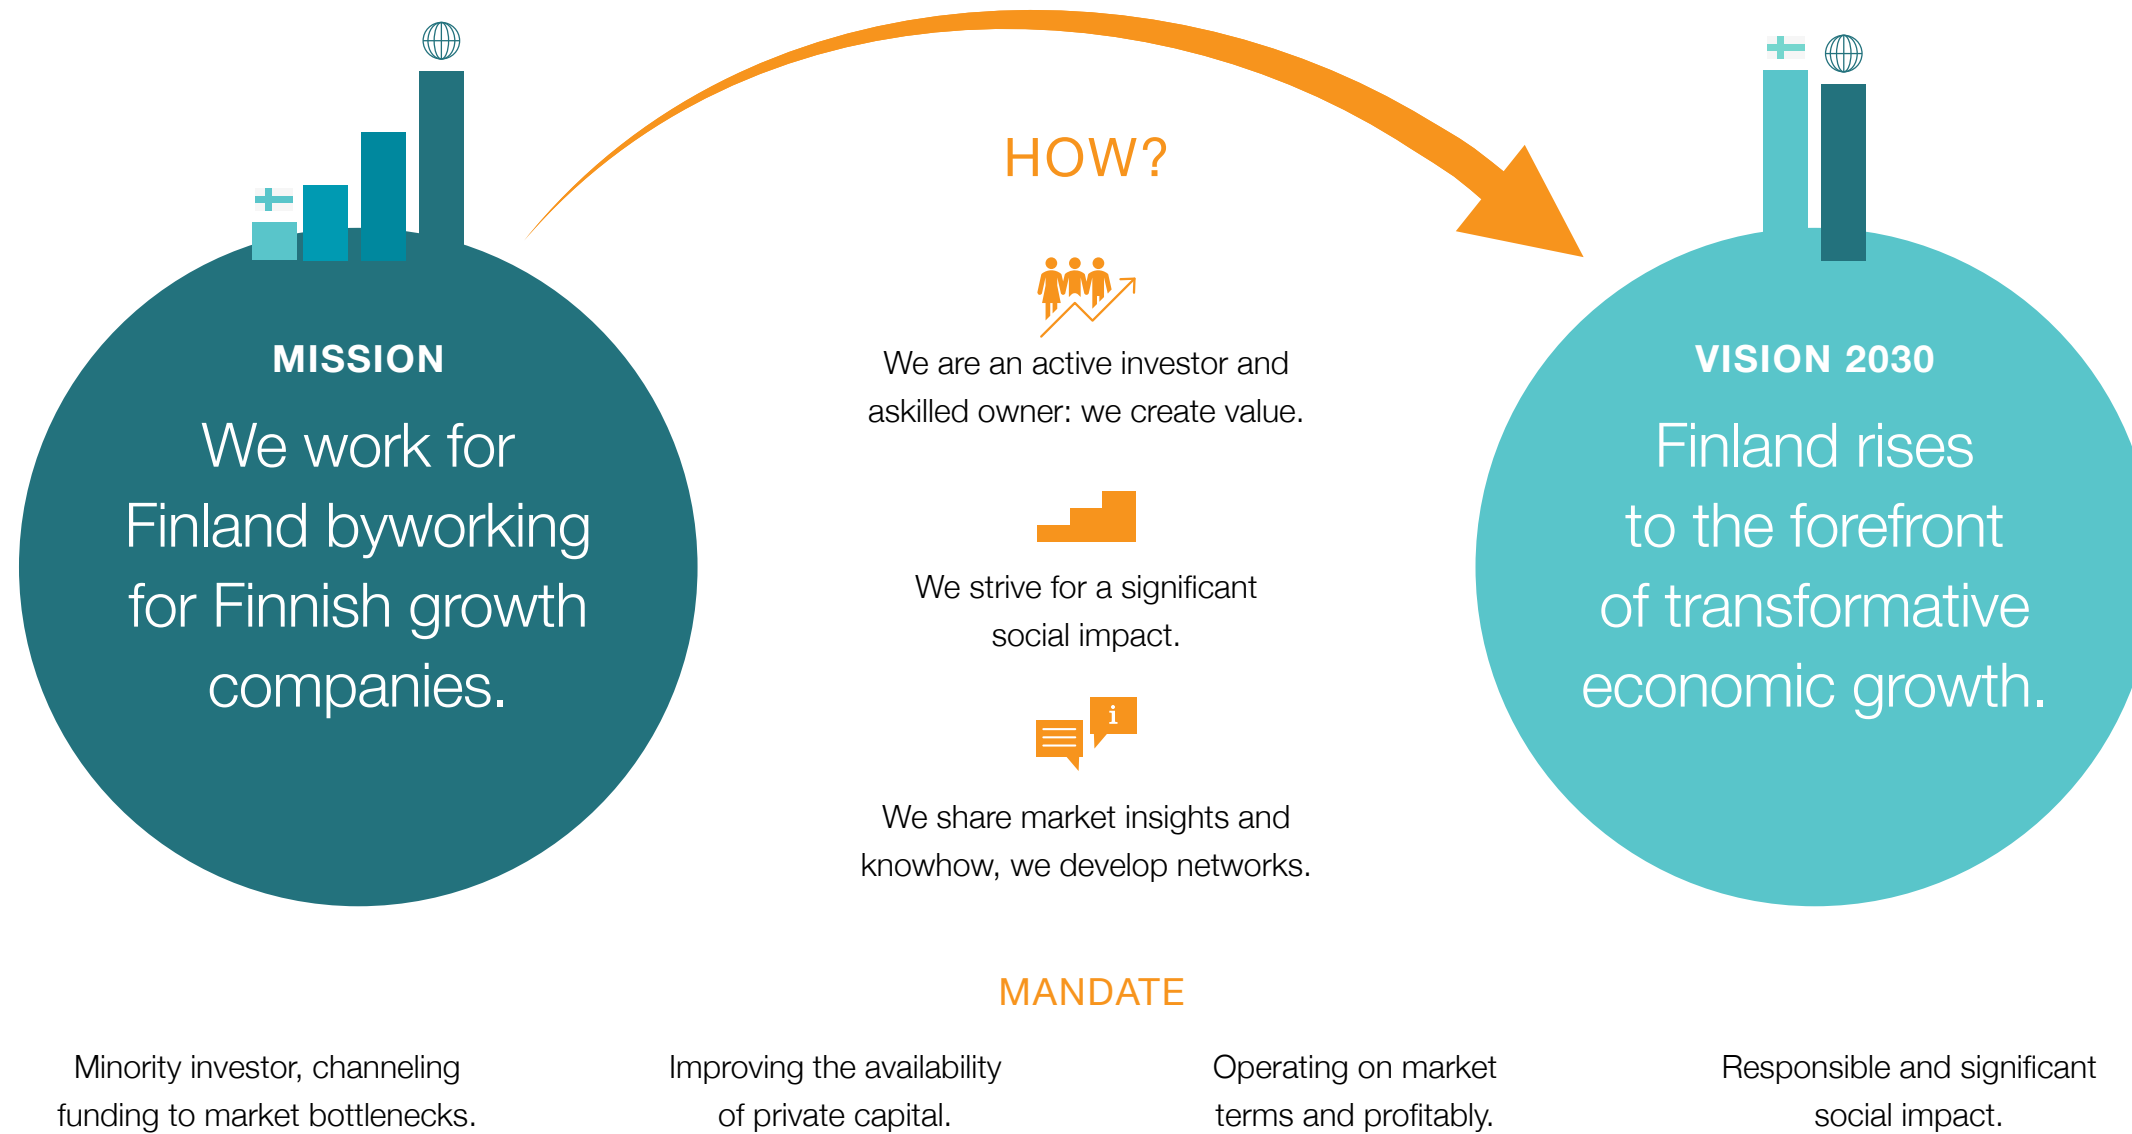 MISSION
We work for
Finland byworking
for Finnish growth
companies.
HOW?
We are an active investor and
askilled owner: we create value.
We strive for a significant
social impact.
i
We share market insights and
knowhow, we develop networks.
VISION 2030
Finland rises
to the forefront
of transformative
economic growth.
MANDATE
Minority investor, channeling
funding to market bottlenecks.
Improving the availability
of private capital.
Operating on market
terms and profitably.
Responsible and significant
social impact.